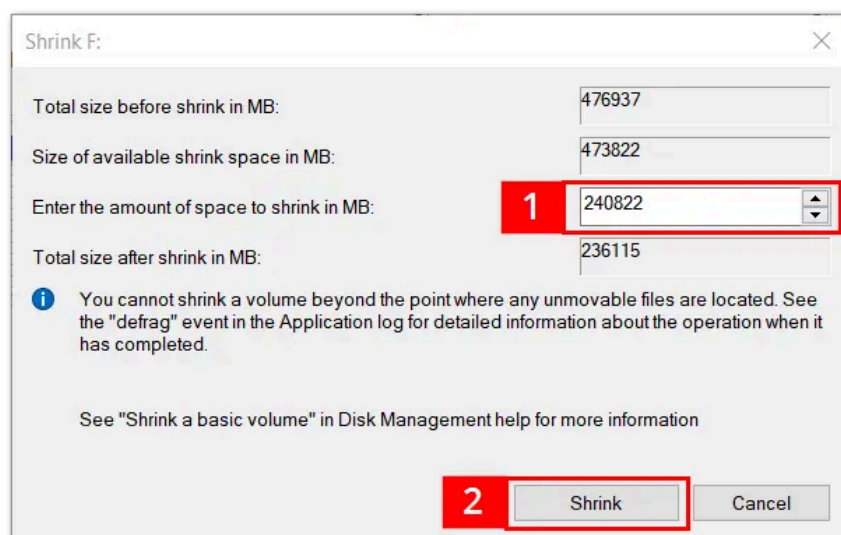 Shrink F:
Total size before shrink in MB: 476937
Size of available shrink space in MB: 473822
Enter the amount of space to shrink in MB: 1 240822
Total size after shrink in MB: 236115
You cannot shrink a volume beyond the point where any unmovable files are located. See
the "defrag" event in the Application log for detailed information about the operation when it
has completed.
See "Shrink a basic volume" in Disk Management help for more information
2 Shrink Cancel